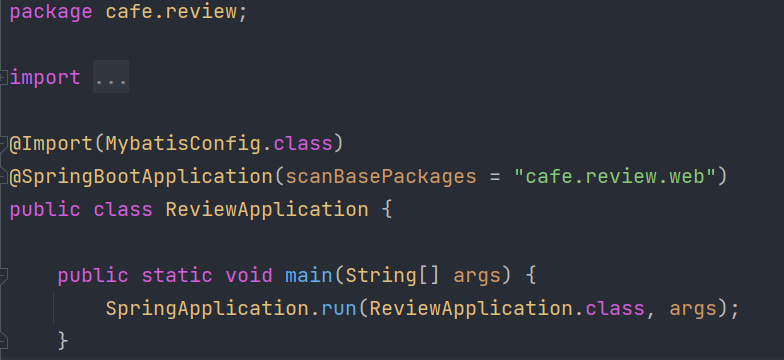 package cafe.review;
import ...
@Import(MybatisConfig.class)
@SpringBootApplication(scanBasePackages = "cafe.review.web")
public class ReviewApplication {
public static void main(String[] args) {
SpringApplication.run(ReviewApplication.class, args);
}